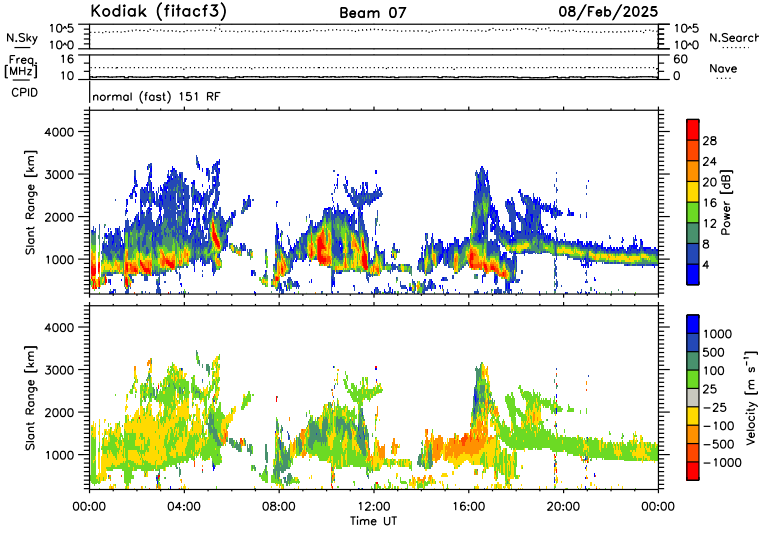 Kodiak (fitacf3) Beam 07 08/Feb/2025
N.Sky 10^5 10^0 10^5 10^0 N.Search
Freq. [MHz] 16 10 60 0 Nave
CPID normal (fast) 151 RF
Slant Range [km] 4000 3000 2000 1000
28 24 20 16 12 8 4 Power [dB]
Slant Range [km] 4000 3000 2000 1000
1000 500 100 25 -25 -100 -500 -1000 Velocity [m s⁻¹]
00:00 04:00 08:00 12:00 16:00 20:00 00:00
Time UT